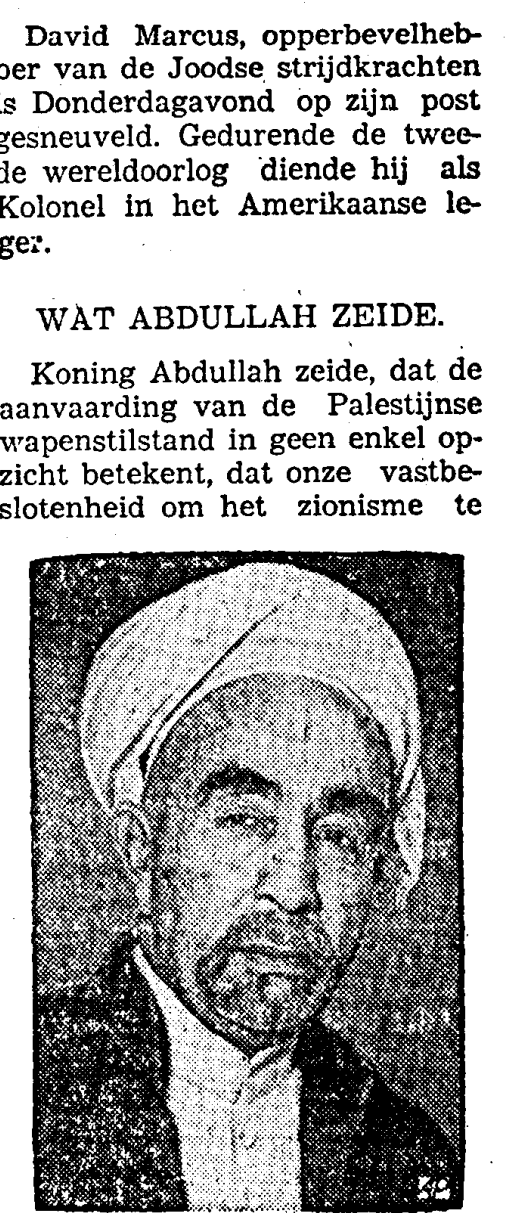 David Marcus, opperbevelheb-
ber van de Joodse strijdkrachten
is Donderdagavond op zijn post
gesneuveld. Gedurende de twee-
de wereldoorlog diende hij als
Kolonel in het Amerikaanse le-
ger.
WAT ABDULLAH ZEIDE.
Koning Abdullah zeide, dat de
aanvaarding van de Palestijnse
wapenstilstand in geen enkel op-
zicht betekent, dat onze vastbe-
slotenheid om het zionisme te